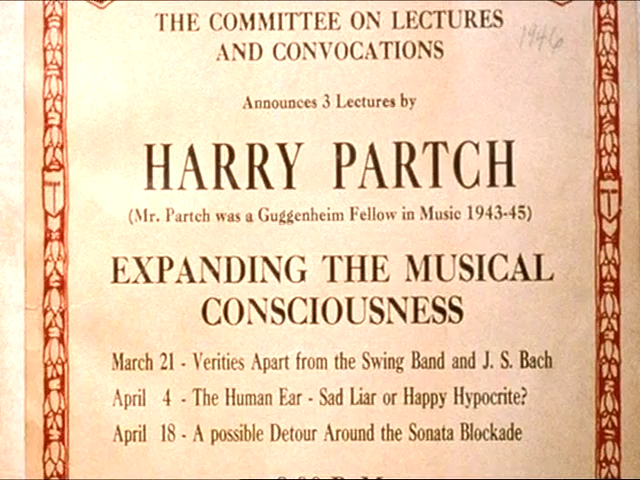 THE COMMITTEE ON LECTURES
AND CONVOCATIONS
1946
Announces 3 Lectures by
HARRY PARTCH
(Mr. Partch was a Guggenheim Fellow in Music 1943-45)
EXPANDING THE MUSICAL
CONSCIOUSNESS
March 21 - Verities Apart from the Swing Band and J. S. Bach
April 4 - The Human Ear - Sad Liar or Happy Hypocrite?
April 18 - A possible Detour Around the Sonata Blockade